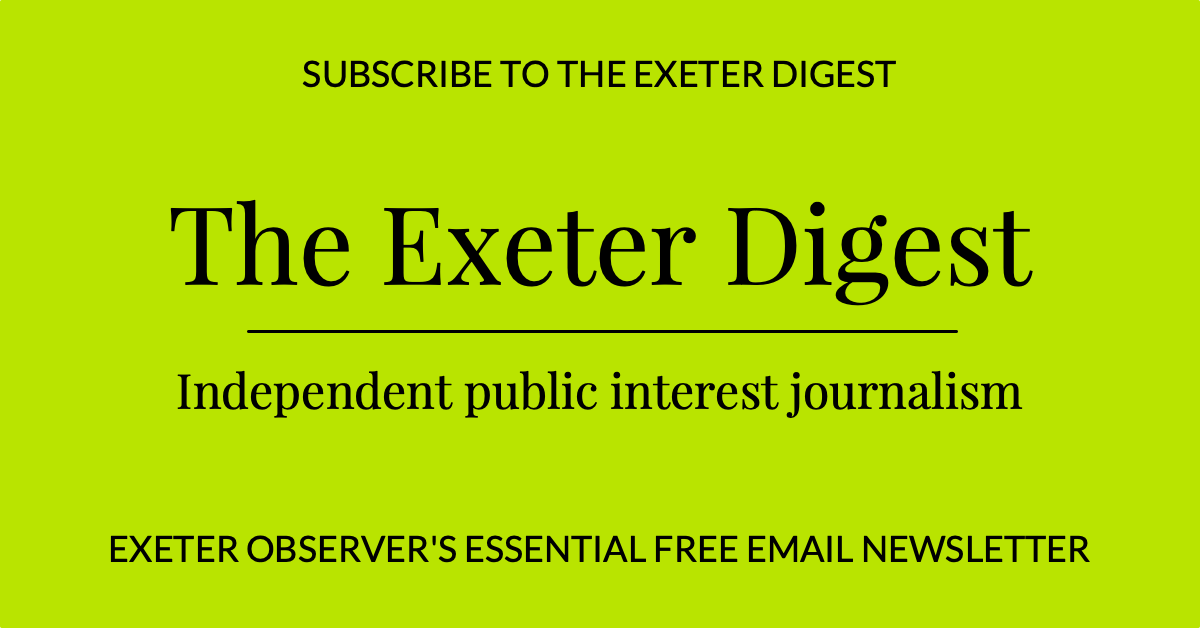 SUBSCRIBE TO THE EXETER DIGEST
The Exeter Digest
Independent public interest journalism
EXETER OBSERVER'S ESSENTIAL FREE EMAIL NEWSLETTER